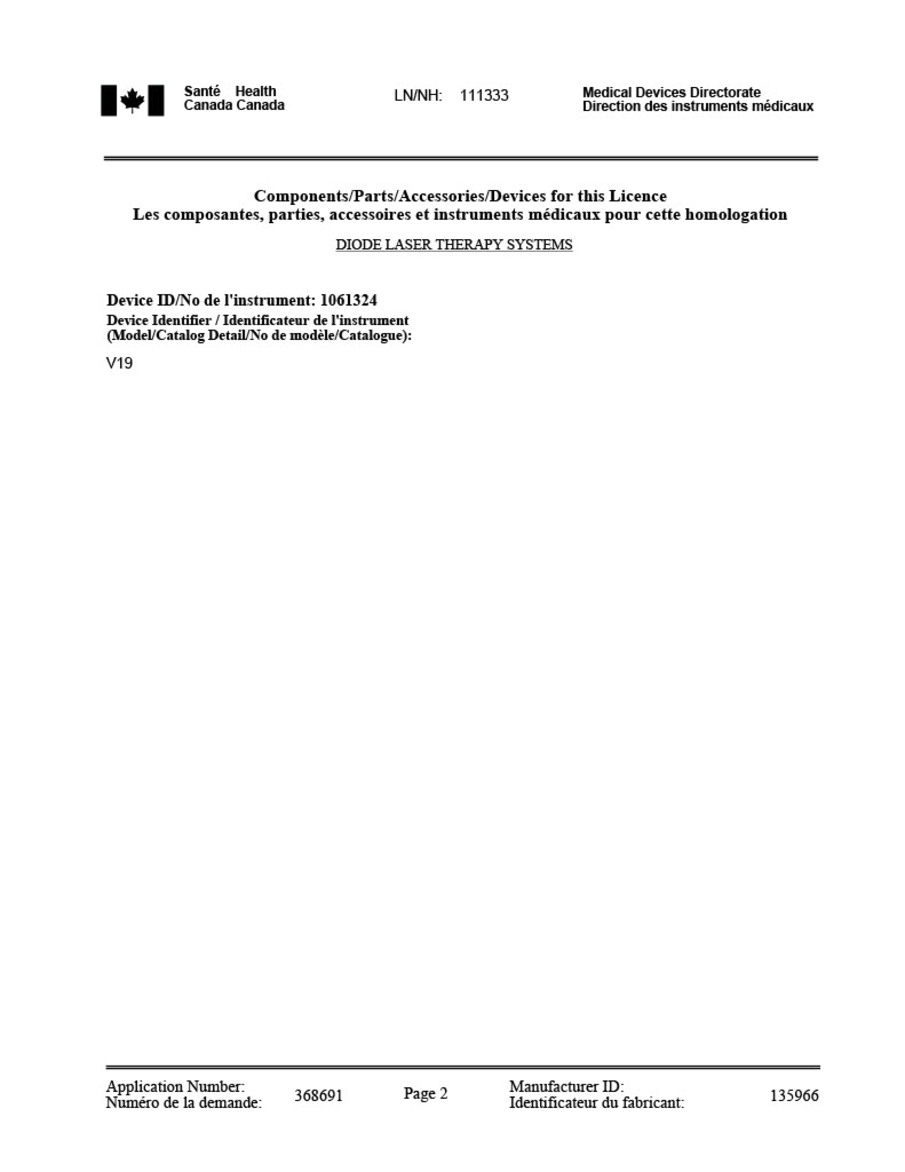 Santé Health
Canada Canada
LN/NH: 111333
Medical Devices Directorate
Direction des instruments médicaux
Components/Parts/Accessories/Devices for this Licence
Les composantes, parties, accessoires et instruments médicaux pour cette homologation
DIODE LASER THERAPY SYSTEMS
Device ID/No de l'instrument: 1061324
Device Identifier / Identificateur de l'instrument
(Model/Catalog Detail/No de modèle/Catalogue):
V19
Application Number:
Numéro de la demande:
368691
Page 2
Manufacturer ID:
Identificateur du fabricant:
135966